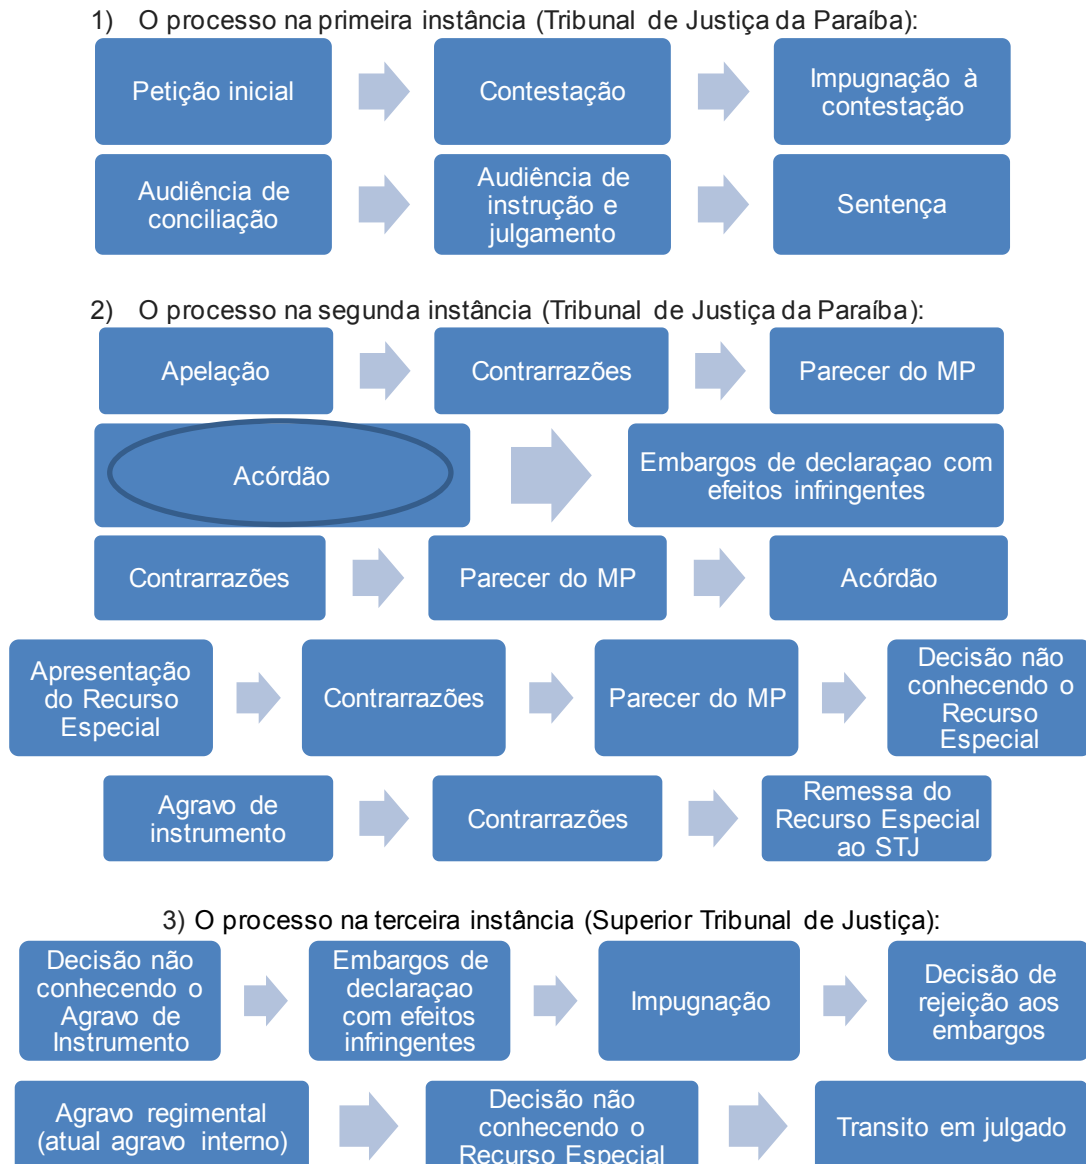 1) O processo na primeira instância (Tribunal de Justiça da Paraíba):
Petição inicial
Contestação
Impugnação à
contestação
Audiência de
conciliação
Audiência de
instrução e
julgamento
Sentença
2) O processo na segunda instância (Tribunal de Justiça da Paraíba):
Apelação
Contrarrazões
Parecer do MP
Acórdão
Embargos de declaraçao com
efeitos infringentes
Contrarrazões
Parecer do MP
Acórdão
Apresentação
do Recurso
Especial
Contrarrazões
Parecer do MP
Decisão não
conhecendo o
Recurso
Especial
Agravo de
instrumento
Contrarrazões
Remessa do
Recurso Especial
ao STJ
3) O processo na terceira instância (Superior Tribunal de Justiça):
Decisão não
conhecendo o
Agravo de
Instrumento
Embargos de
declaraçao
com efeitos
infringentes
Impugnação
Decisão de
rejeição aos
embargos
Agravo regimental
(atual agravo interno)
Decisão não
conhecendo o
Recurso Especial
Transito em julgado